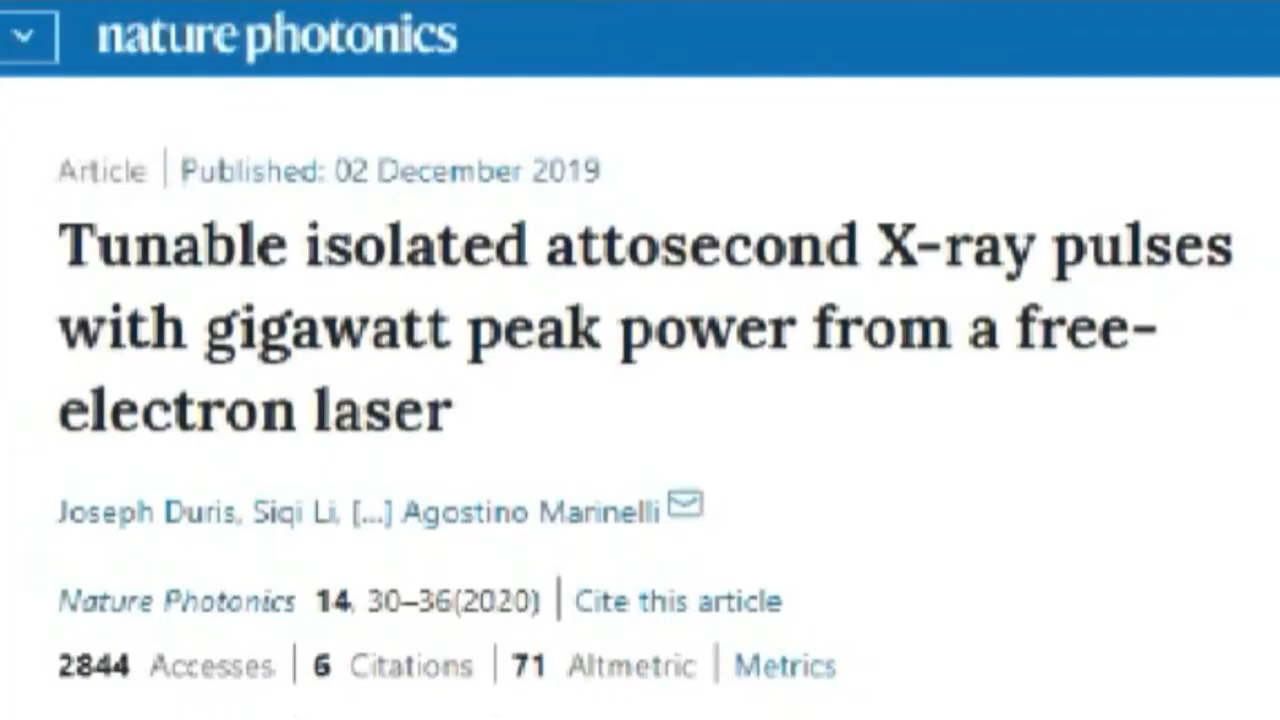 nature photonics
Article | Published: 02 December 2019
Tunable isolated attosecond X-ray pulses
with gigawatt peak power from a free-
electron laser
Joseph Duris, Siqi Li, [...] Agostino Marinelli
Nature Photonics 14, 30–36(2020) | Cite this article
2844 Accesses | 6 Citations | 71 Altmetric | Metrics